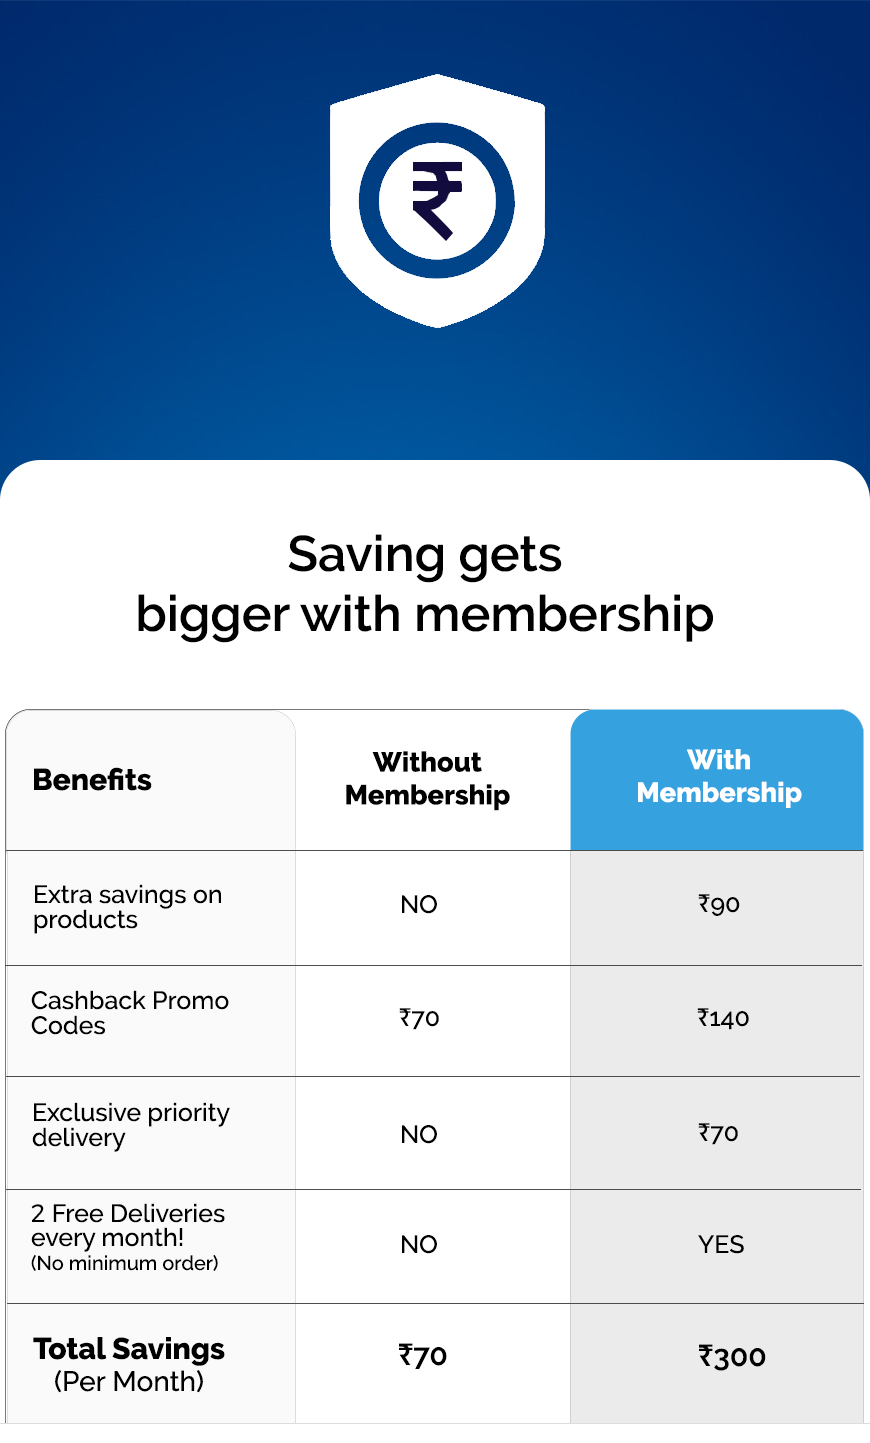 ₹
Saving gets
bigger with membership
Benefits
Without
Membership
With
Membership
Extra savings on
products
NO
₹90
Cashback Promo
Codes
₹70
₹140
Exclusive priority
delivery
NO
₹70
2 Free Deliveries
every month!
(No minimum order)
NO
YES
Total Savings
(Per Month)
₹70
₹300